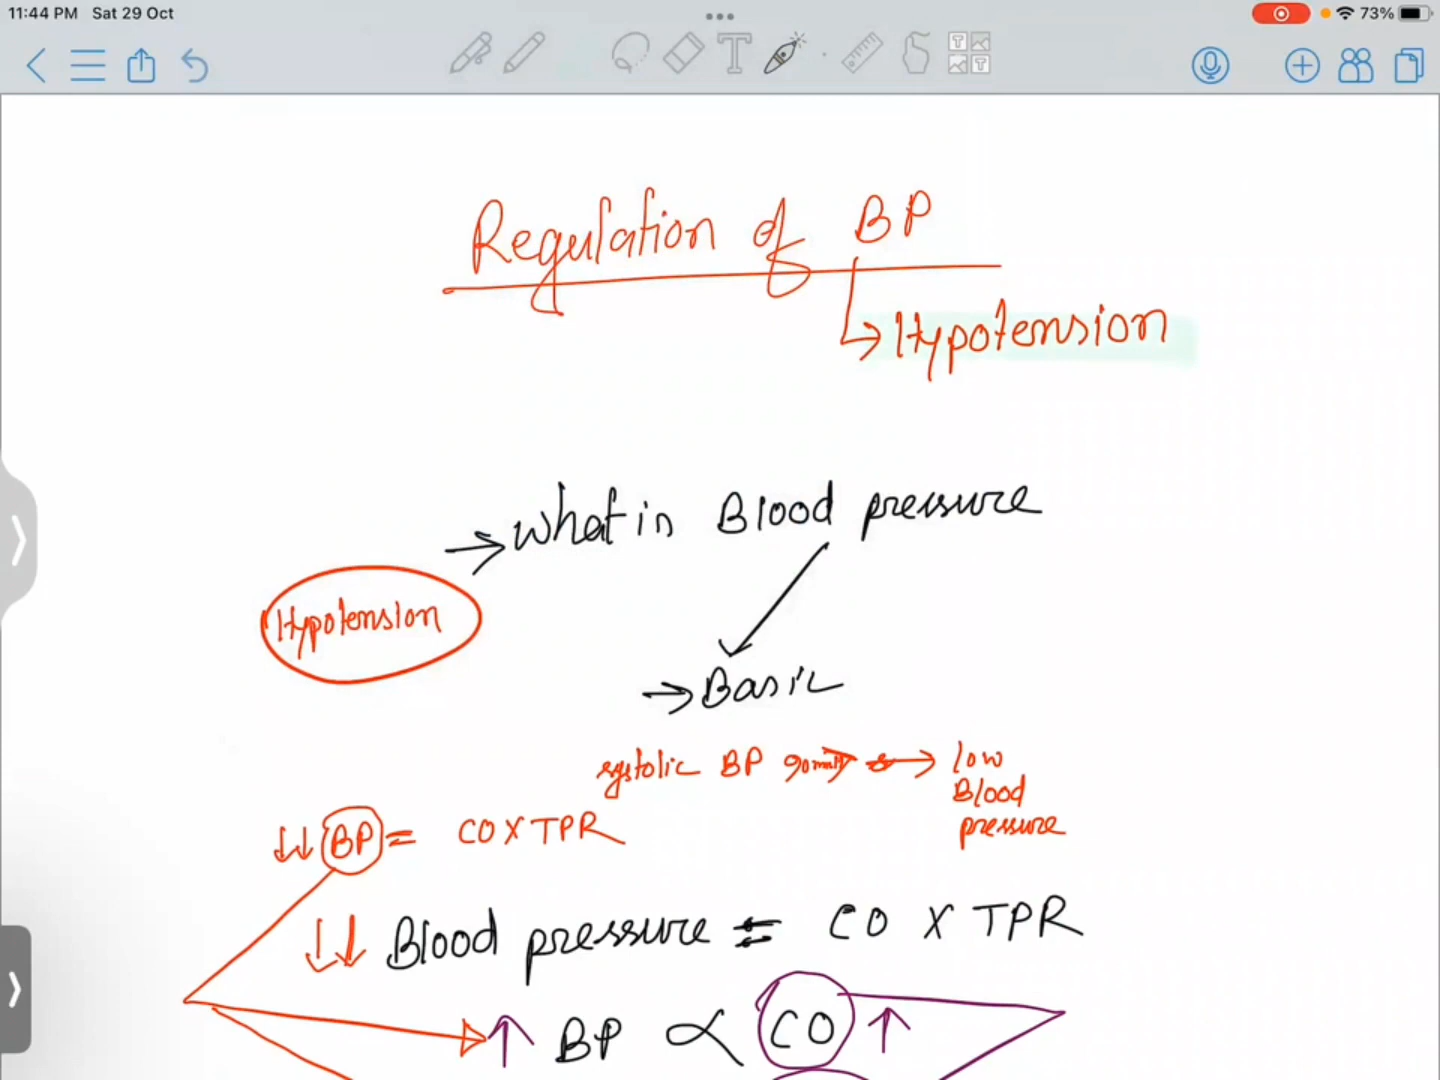 11:44 PM Sat 29 Oct
73%
Regulation of BP
→ Hypotension
→ What is Blood pressure
Hypotension
→ Basic
systolic BP 90mmHg → low
Blood
pressure
↓↓ BP = CO X TPR
↓↓ Blood pressure = CO X TPR
↑ BP ∝ CO ↑